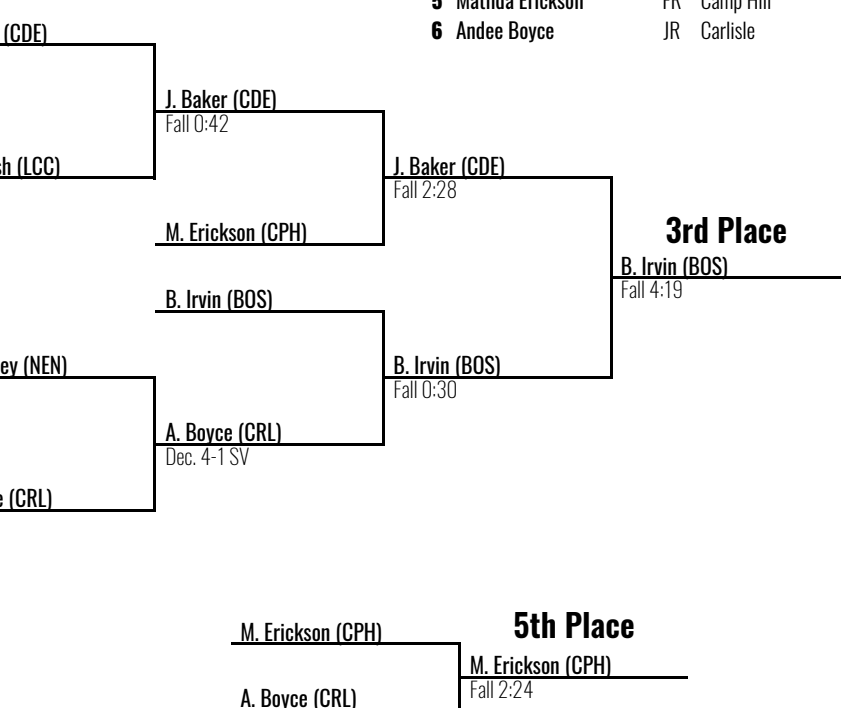 5 Matilda Erickson FR Camp Hill
6 Andee Boyce JR Carlisle
(CDE)
J. Baker (CDE)
Fall 0:42
(LCC)
J. Baker (CDE)
Fall 2:28
M. Erickson (CPH)
3rd Place
B. Irvin (BOS)
Fall 4:19
B. Irvin (BOS)
(NEN)
B. Irvin (BOS)
Fall 0:30
A. Boyce (CRL)
Dec. 4-1 SV
(CRL)
5th Place
M. Erickson (CPH)
M. Erickson (CPH)
Fall 2:24
A. Boyce (CRL)